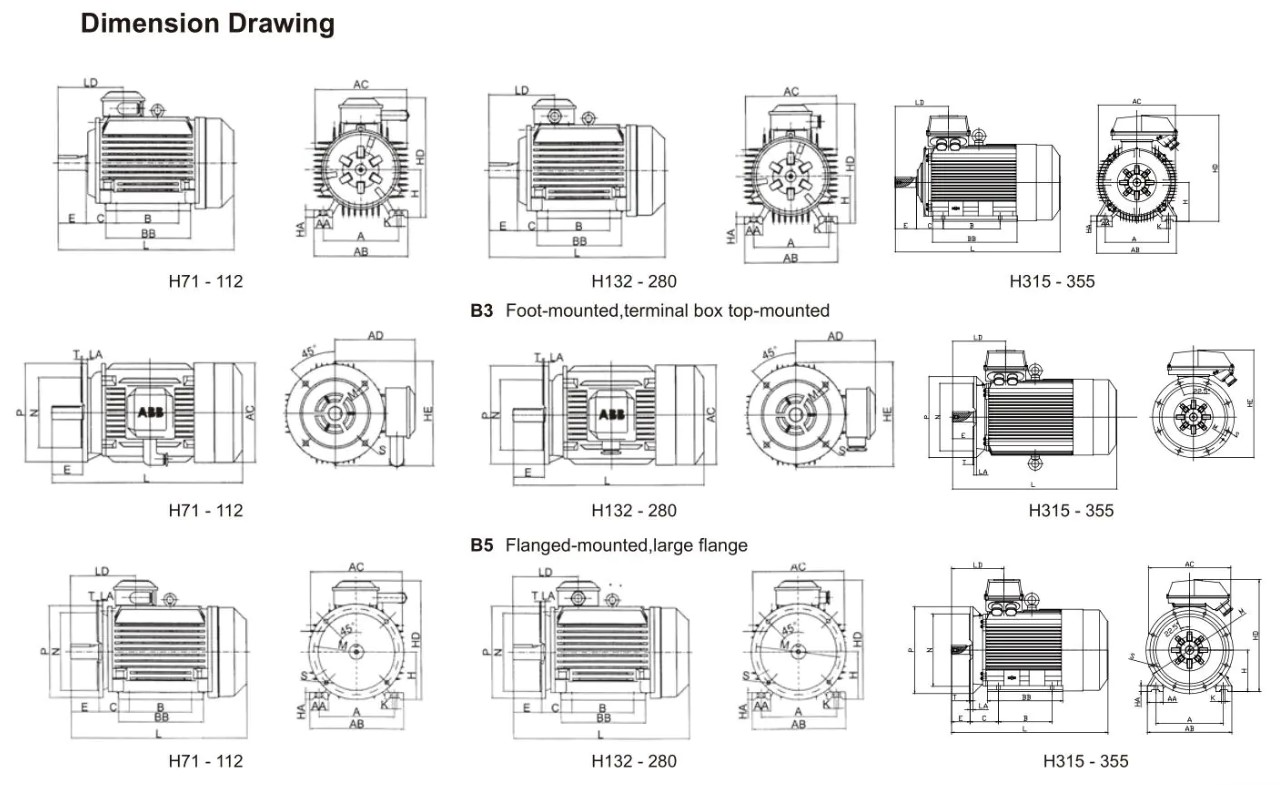 Dimension Drawing
LD AC LD AC LD AC
HD H HD H HD H
E C B HA AA A K
BB AB
L
E C B HA AA A K
BB AB
L
E C B HA AA A K
BB AB
L
H71 - 112 H132 - 280 H315 - 355
B3 Foot-mounted,terminal box top-mounted
T LA 45° AD T LA 45° AD LD
P N ABB AC M S HE
E
L
P N ABB AC M S HE
E
L
P N E T LA 22.5° M S HE
L
H71 - 112 H132 - 280 H315 - 355
B5 Flanged-mounted,large flange
LD AC LD AC LD AC
T LA 45° M HD T LA 45° M HD 22.5° M HD
P N S H P N S H P N S H
E C B HA AA A K
BB AB
L
E C B HA AA A K
BB AB
L
T BB HA AA K
LA
E C B A
L AB
H71 - 112 H132 - 280 H315 - 355